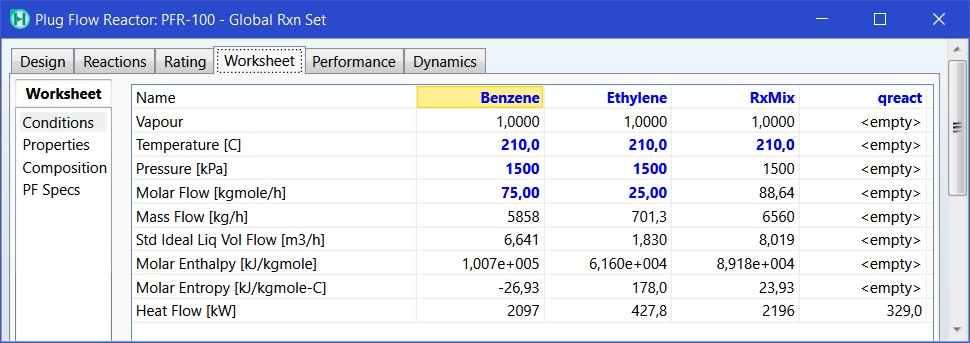 Plug Flow Reactor: PFR-100 - Global Rxn Set
Design Reactions Rating Worksheet Performance Dynamics
Worksheet
Conditions
Properties
Composition
PF Specs
Name Benzene Ethylene RxMix qreact
Vapour 1,0000 1,0000 1,0000 <empty>
Temperature [C] 210,0 210,0 210,0 <empty>
Pressure [kPa] 1500 1500 1500 <empty>
Molar Flow [kgmole/h] 75,00 25,00 88,64 <empty>
Mass Flow [kg/h] 5858 701,3 6560 <empty>
Std Ideal Liq Vol Flow [m3/h] 6,641 1,830 8,019 <empty>
Molar Enthalpy [kJ/kgmole] 1,007e+005 6,160e+004 8,918e+004 <empty>
Molar Entropy [kJ/kgmole-C] -26,93 178,0 23,93 <empty>
Heat Flow [kW] 2097 427,8 2196 329,0